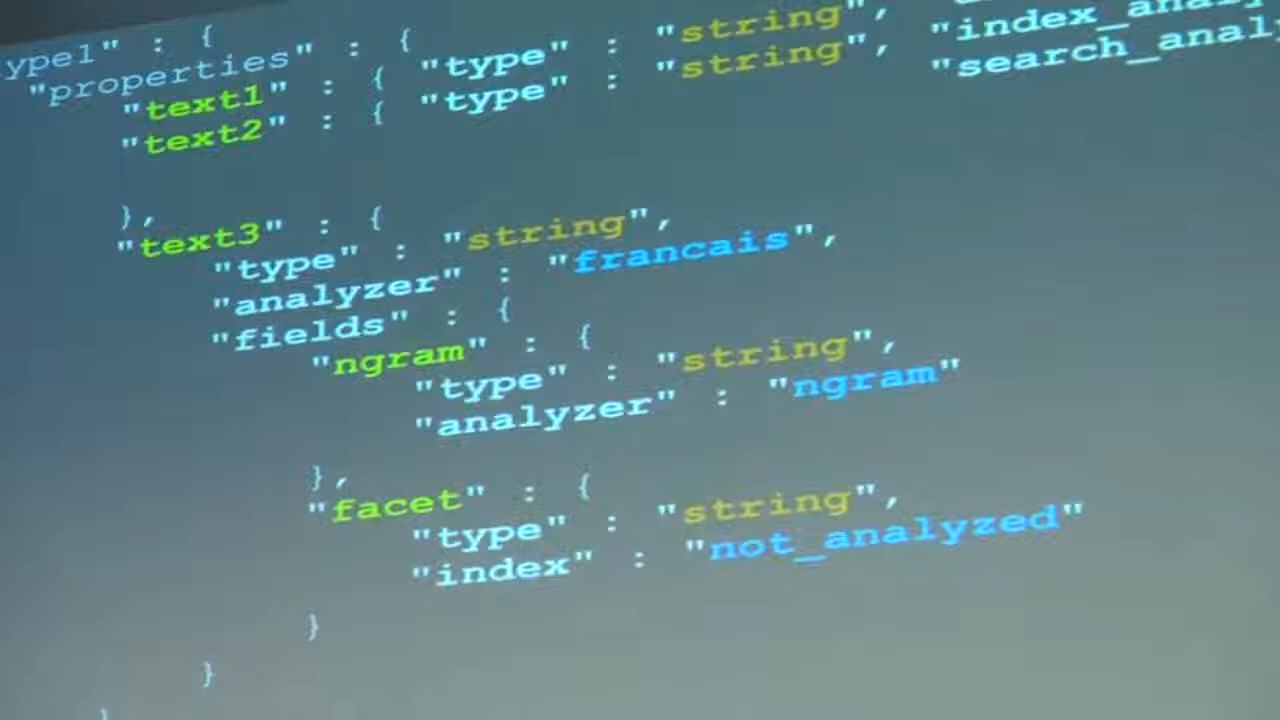 ype1" : {
"properties" : {
"text1" : { "type" : "string",
"text2" : { "type" : "string", "index_anal
"search_anal
},
"text3" : {
"type" : "string",
"analyzer" : "francais",
"fields" : {
"ngram" : {
"type" : "string",
"analyzer" : "ngram"
},
"facet" : {
"type" : "string",
"index" : "not_analyzed"
}
}